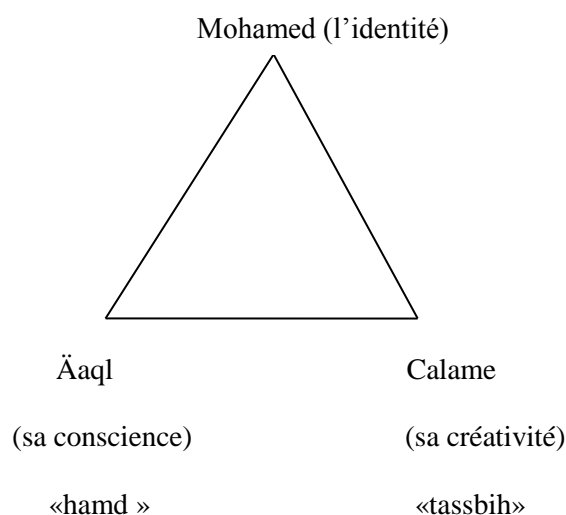 Mohamed (l’identité)
Äaql Calame
(sa conscience) (sa créativité)
«hamd » «tassbih»